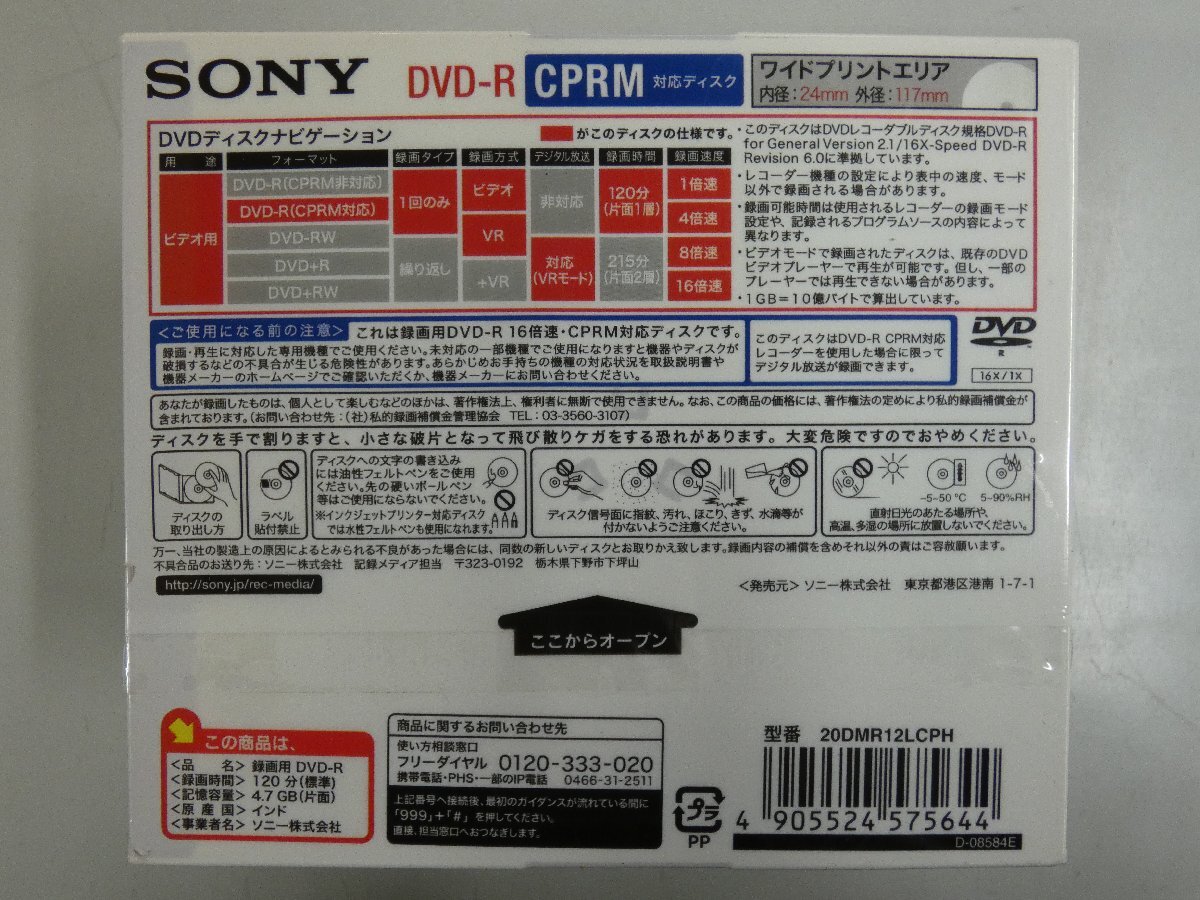 SONY DVD-R CPRM 対応ディスク
ワイドプリントエリア
内径:24mm 外径:117mm
DVDディスクナビゲーション
がこのディスクの仕様です。
用途 フォーマット 録画タイプ 録画方式 デジタル放送 録画時間 録画速度
ビデオ用
DVD-R(CPRM非対応)
DVD-R(CPRM対応)
DVD-RW
DVD+R
DVD+RW
1回のみ
繰り返し
ビデオ
VR
+VR
非対応
対応
(VRモード)
120分
(片面1層)
215分
(片面2層)
1倍速
4倍速
8倍速
16倍速
・このディスクはDVDレコーダブルディスク規格DVD-R
for General Version 2.1/16X-Speed DVD-R
Revision 6.0に準拠しています。
・レコーダー機種の設定により表中の速度、モード
以外で録画される場合があります。
・録画可能時間は使用されるレコーダーの録画モード
設定や、記録されるプログラムソースの内容によって
異なります。
・ビデオモードで録画されたディスクは、既存のDVD
ビデオプレーヤーで再生が可能です。但し、一部の
プレーヤーでは再生できない場合があります。
・1GB=10億バイトで算出しています。
<ご使用になる前の注意> これは録画用DVD-R 16倍速・CPRM対応ディスクです。
録画・再生に対応した専用機種でご使用ください。未対応の一部機種でご使用になりますと機器やディスクが
破損するなどの不具合が生じる危険性があります。あらかじめお手持ちの機種の対応状況を取扱説明書や
機器メーカーのホームページでご確認いただくか、機器メーカーにお問い合わせください。
このディスクはDVD-R CPRM対応
レコーダーを使用した場合に限って
デジタル放送が録画できます。
DVD
R
16X/1X
あなたが録画したものは、個人として楽しむなどのほかは、著作権法上、権利者に無断で使用できません。なお、この商品の価格には、著作権法の定めにより私的録画補償金が
含まれております。(お問い合わせ先:(社)私的録画補償金管理協会 TEL:03-3560-3107)
ディスクを手で割りますと、小さな破片となって飛び散りケガをする恐れがあります。大変危険ですのでおやめください。
ディスクの
取り出し方
ラベル
貼付禁止
ディスクへの文字の書き込み
には油性フェルトペンをご使用
ください。先の硬いボールペン
等はご使用にならないでください。
※インクジェットプリンター対応ディスク
では水性フェルトペンも使用になれます。
ディスク信号面に指紋、汚れ、ほこり、きず、水滴等が
付かないようご注意ください。
-5~50℃ 5~90%RH
直射日光のあたる場所や、
高温、多湿の場所に放置しないでください。
万一、当社の製造上の原因によるとみられる不良があった場合には、同数の新しいディスクとお取りかえ致します。録画内容の補償を含めそれ以外の責はご容赦願います。
不具合品のお送り先:ソニー株式会社 記録メディア担当 〒323-0192 栃木県下野市下坪山
http://sony.jp/rec-media/
<発売元> ソニー株式会社 東京都港区港南 1-7-1
ここからオープン
この商品は、
<品名> 録画用 DVD-R
<録画時間> 120 分(標準)
<記憶容量> 4.7 GB(片面)
<原産国> インド
<事業者名> ソニー株式会社
商品に関するお問い合わせ先
使い方相談窓口
フリーダイヤル 0120-333-020
携帯電話・PHS・一部のIP電話 0466-31-2511
上記番号へ接続後、最初のガイダンスが流れている間に
「999」+「#」を押してください。
直接、担当窓口へおつなぎします。
プラ
PP
型番 20DMR12LCPH
4 905524 575644
D-08584E